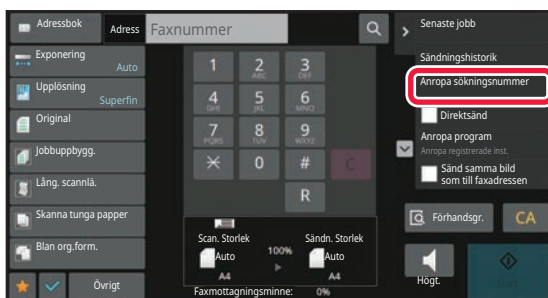 Adressbok
Adress
Faxnummer
Exponering
Auto
Upplösning
Superfin
Original
Jobbuppbygg.
Lång. scannlä.
Skanna tunga papper
Blan org.form.
Övrigt
1
2
ABC
3
DEF
4
GHI
5
JKL
6
MNO
7
PQRS
8
TUV
9
WXYZ
0
#
C
R
Scan. Storlek
Auto
A4
100%
Sändn. Storlek
Auto
A4
Faxmottagningsminne: 0%
Senaste jobb
Sändningshistorik
Anropa sökningsnummer
Direktsänd
Anropa program
Anropa registrerade inst.
Sänd samma bild
som till faxadressen
Förhandsgr.
CA
Högt.
Start